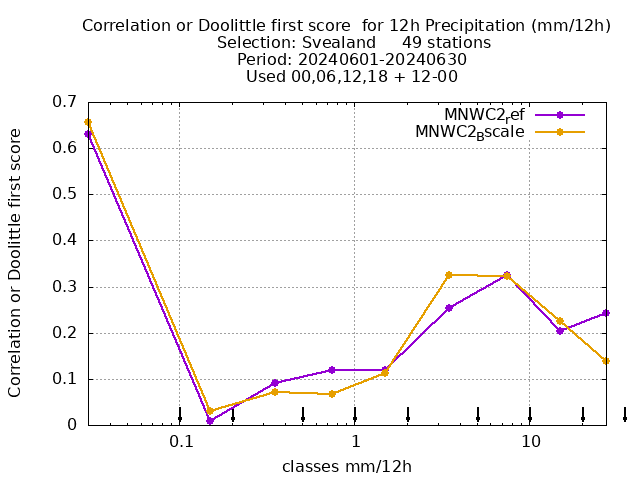 Correlation or Doolittle first score  for 12h Precipitation (mm/12h)
Selection: Svealand     49 stations
Period: 20240601-20240630
Used 00,06,12,18 + 12-00
MNWC2ref
MNWC2Bscale
Correlation or Doolittle first score
0.7
0.6
0.5
0.4
0.3
0.2
0.1
0
0.1 1 10
classes mm/12h